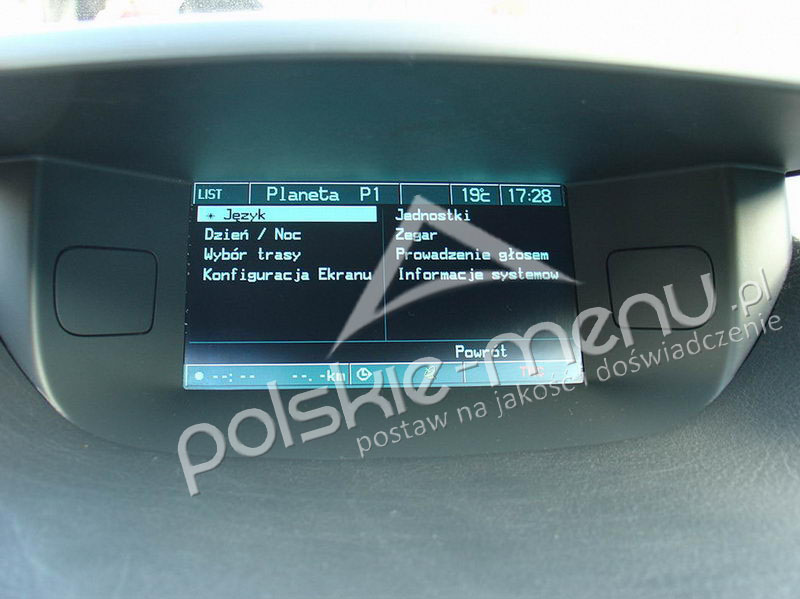 LIST Planeta P1 19°C 17:28
Język Jednostki
Dzień / Noc Zegar
Wybór trasy Prowadzenie głosem
Konfiguracja Ekranu Informacje systemow
Powrót
--:-- --.-km
polskie-menu.pl
postaw na jakość i doświadczenie